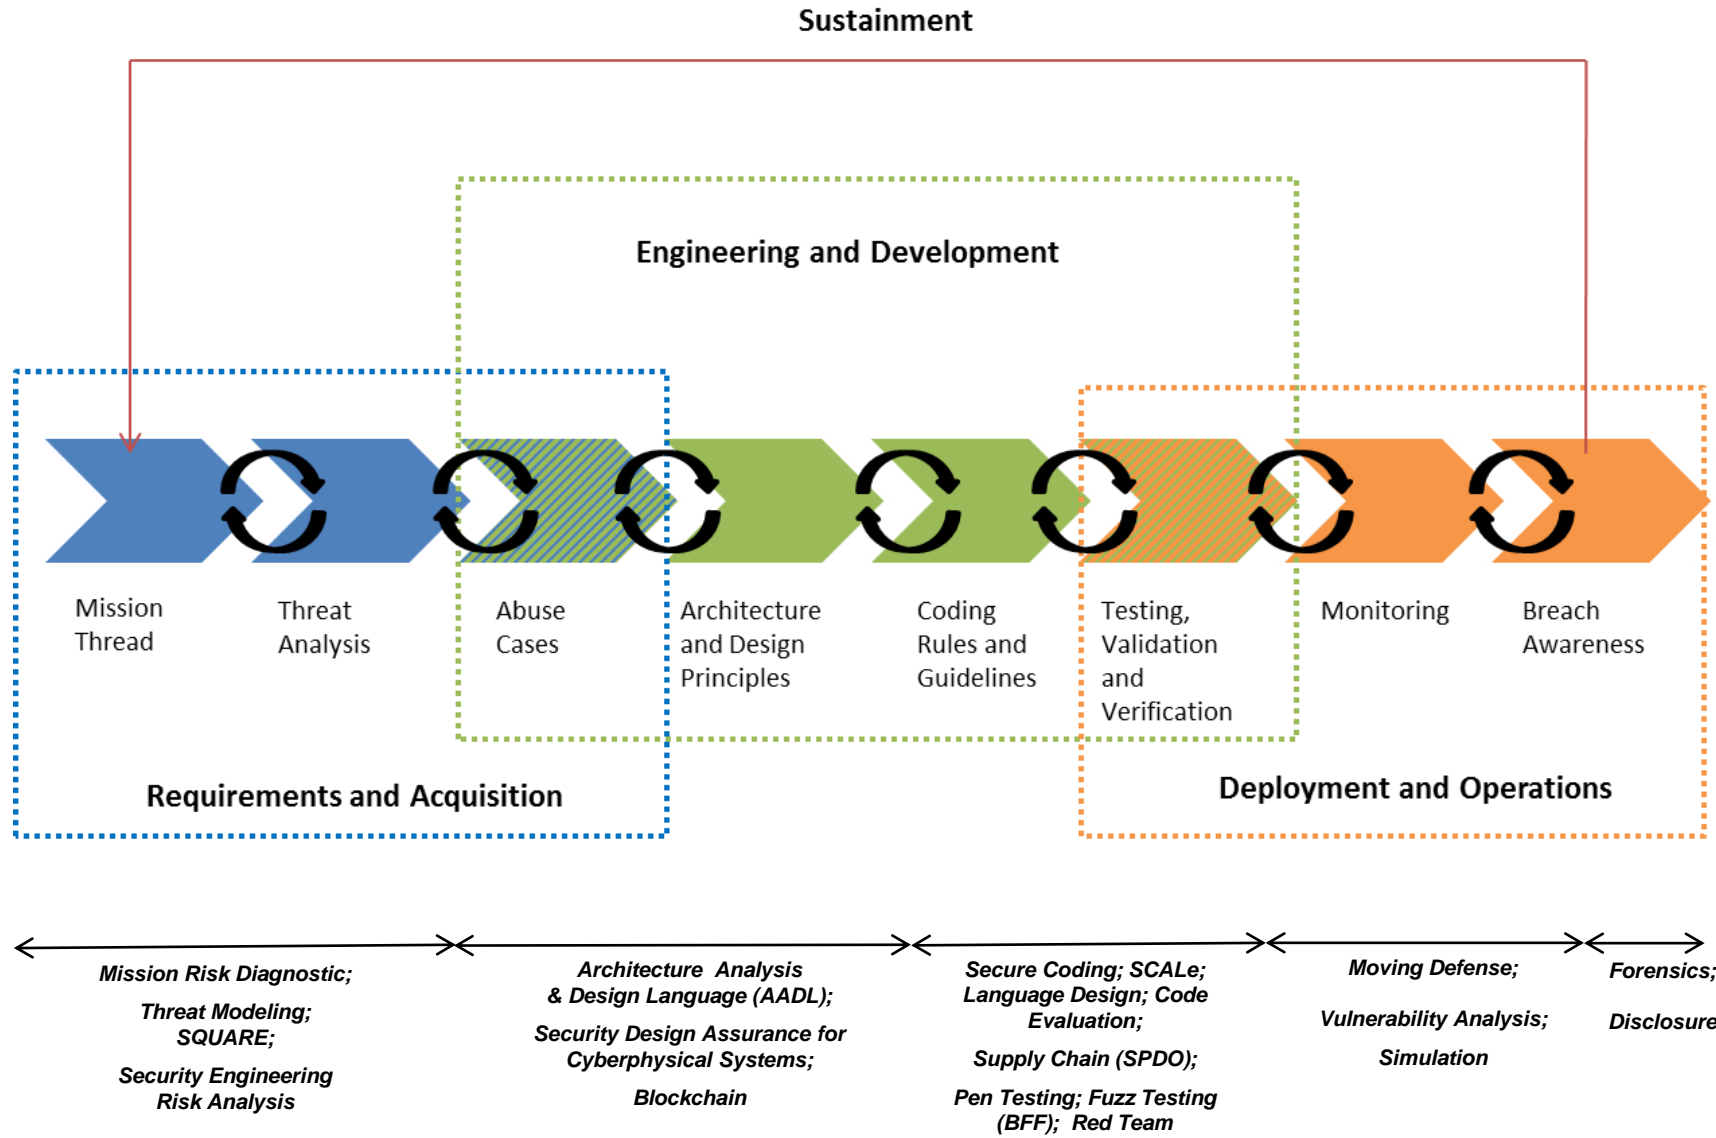 Sustainment
Engineering and Development
Mission
Thread
Threat
Analysis
Abuse
Cases
Architecture
and Design
Principles
Coding
Rules and
Guidelines
Testing,
Validation
and
Verification
Monitoring
Breach
Awareness
Requirements and Acquisition
Deployment and Operations
Mission Risk Diagnostic;
Threat Modeling;
SQUARE;
Security Engineering
Risk Analysis
Architecture Analysis
& Design Language (AADL);
Security Design Assurance for
Cyberphysical Systems;
Blockchain
Secure Coding; SCALe;
Language Design; Code
Evaluation;
Supply Chain (SPDO);
Pen Testing; Fuzz Testing
(BFF); Red Team
Moving Defense;
Vulnerability Analysis;
Simulation
Forensics;
Disclosure